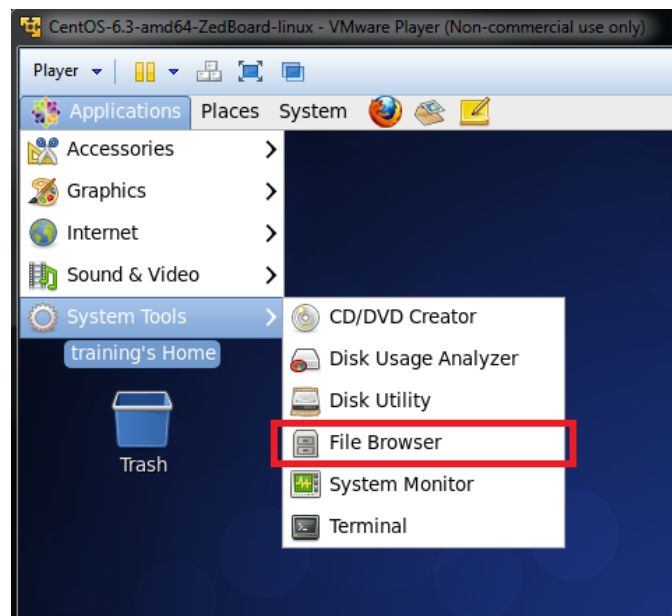 CentOS-6.3-amd64-ZedBoard-linux - VMware Player (Non-commercial use only)
Player
Applications Places System
Accessories
Graphics
Internet
Sound & Video
System Tools
CD/DVD Creator
training's Home
Disk Usage Analyzer
Disk Utility
File Browser
Trash
System Monitor
Terminal